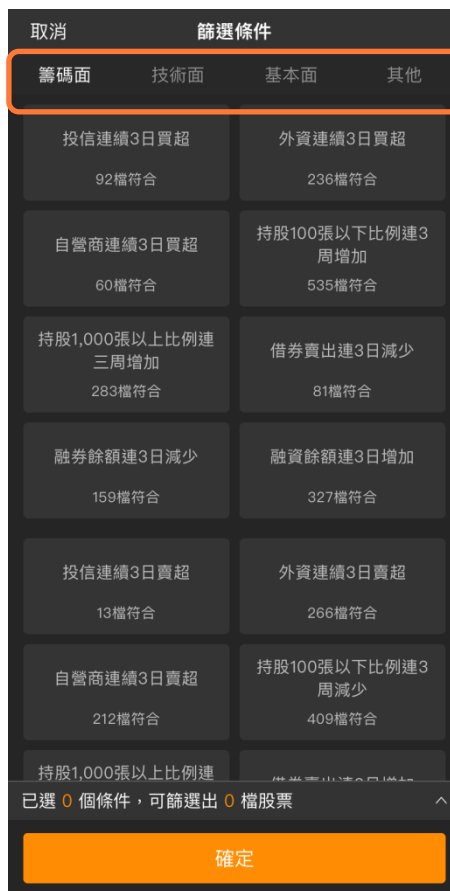 取消
篩選條件
籌碼面 技術面 基本面 其他
投信連續3日買超
92檔符合
外資連續3日買超
236檔符合
自營商連續3日買超
60檔符合
持股100張以下比例連3
周增加
535檔符合
持股1,000張以上比例連
三周增加
283檔符合
借券賣出連3日減少
81檔符合
融券餘額連3日減少
159檔符合
融資餘額連3日增加
327檔符合
投信連續3日賣超
13檔符合
外資連續3日賣超
266檔符合
自營商連續3日賣超
212檔符合
持股100張以下比例連3
周減少
409檔符合
持股1,000張以上比例連
已選 0 個條件，可篩選出 0 檔股票
確定